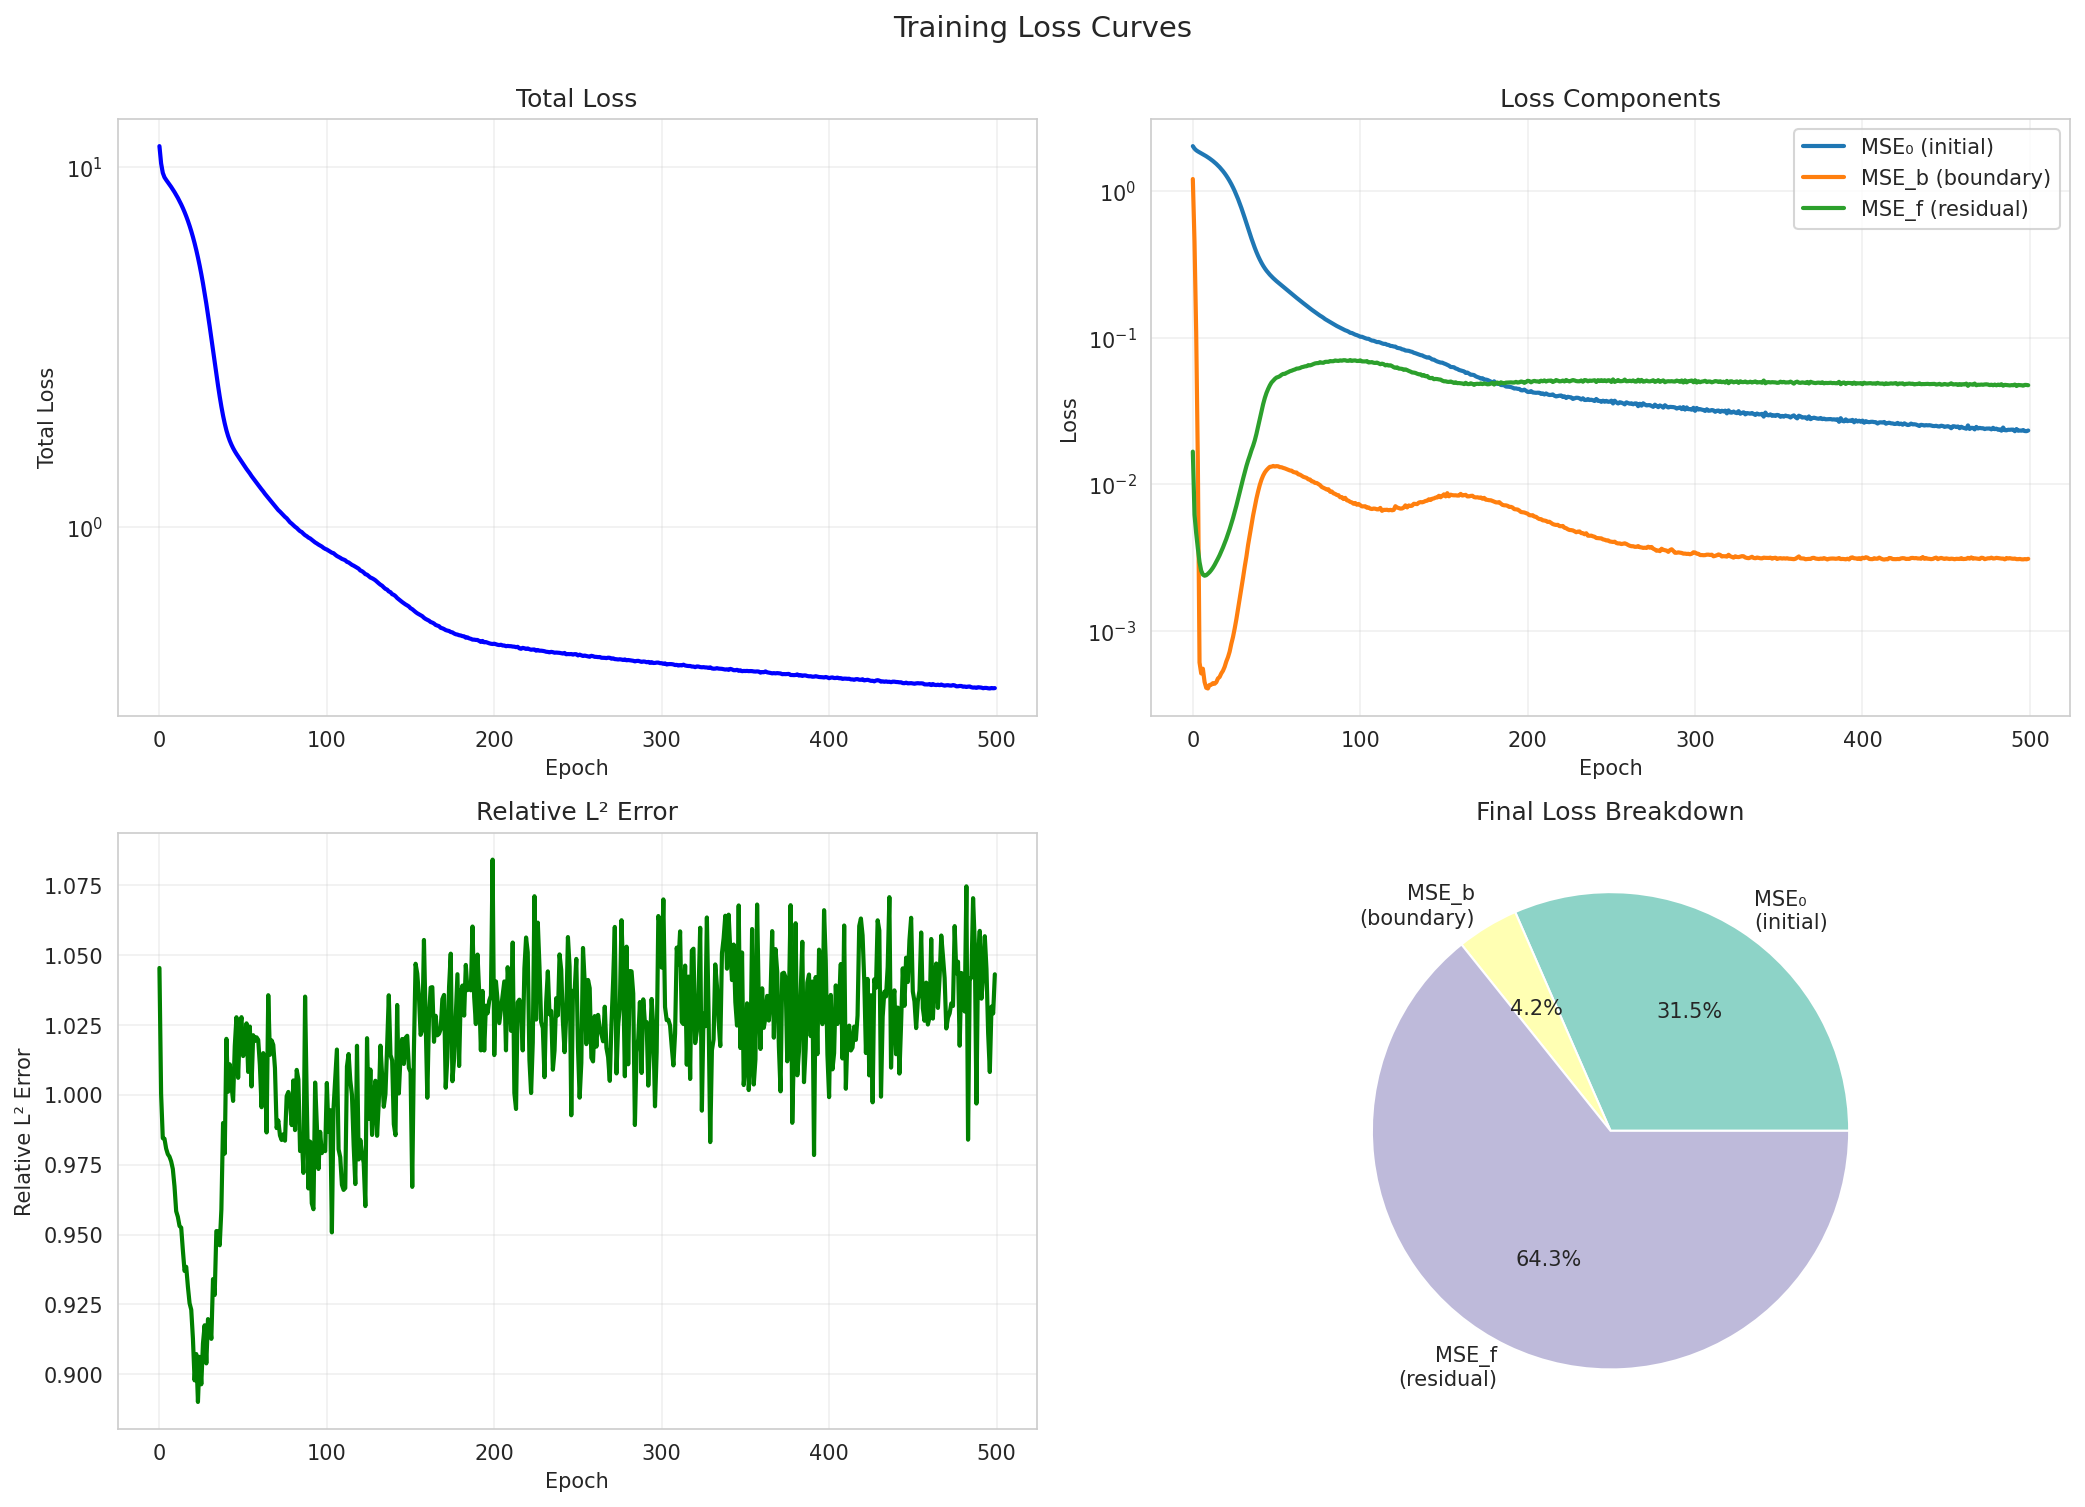 Training Loss Curves
Total Loss
10¹
10⁰
Total Loss
0 100 200 300 400 500
Epoch
Loss Components
MSE₀ (initial)
MSE_b (boundary)
MSE_f (residual)
10⁰
10⁻¹
10⁻²
10⁻³
Loss
0 100 200 300 400 500
Epoch
Relative L² Error
1.075
1.050
1.025
1.000
0.975
0.950
0.925
0.900
Relative L² Error
0 100 200 300 400 500
Epoch
Final Loss Breakdown
MSE_b
(boundary)
MSE₀
(initial)
4.2%
31.5%
64.3%
MSE_f
(residual)